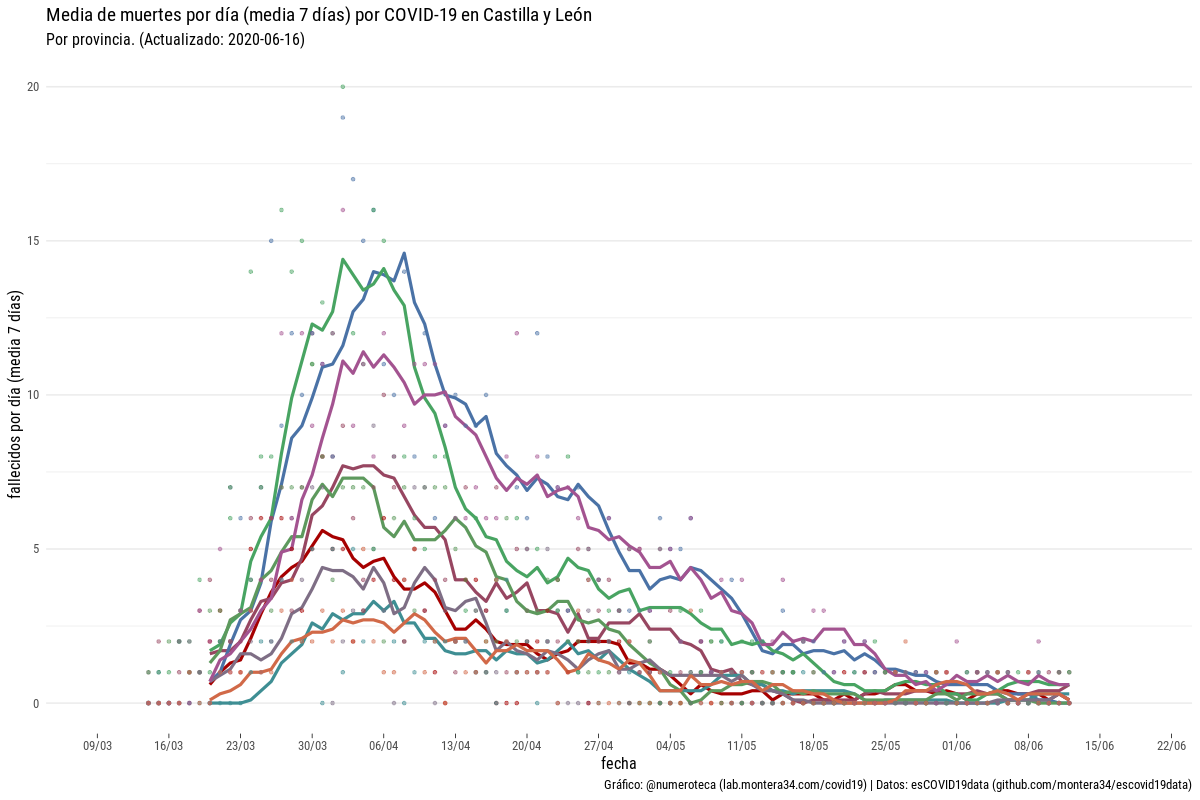 Media de muertes por día (media 7 días) por COVID-19 en Castilla y León
Por provincia. (Actualizado: 2020-06-16)
20
15
10
5
0
fallecidos por día (media 7 días)
09/03 16/03 23/03 30/03 06/04 13/04 20/04 27/04 04/05 11/05 18/05 25/05 01/06 08/06 15/06 22/06
fecha
Gráfico: @numeroteca (lab.montera34.com/covid19) | Datos: esCOVID19data (github.com/montera34/escovid19data)